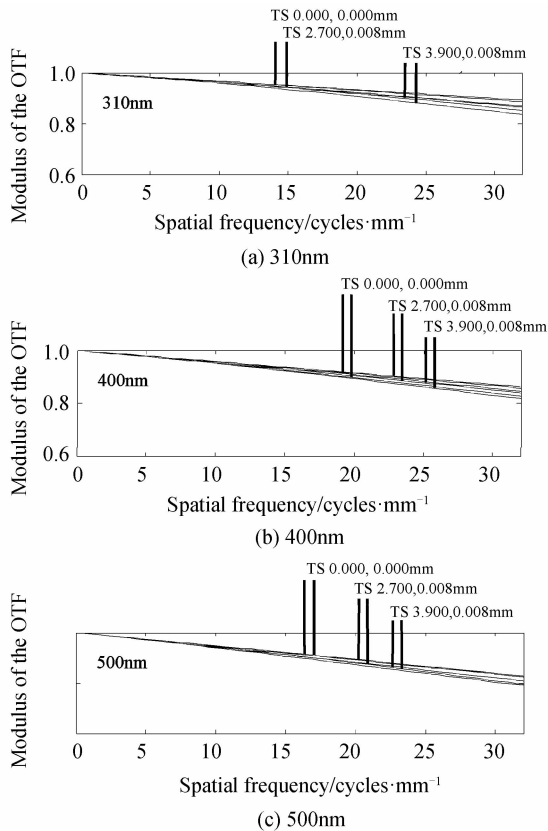 TS 0.000, 0.000mm
TS 2.700,0.008mm
TS 3.900,0.008mm
Modulus of the OTF
1.0
0.8
0.6
310nm
0 5 10 15 20 25 30
Spatial frequency/cycles·mm⁻¹
(a) 310nm
TS 0.000, 0.000mm
TS 2.700,0.008mm
TS 3.900,0.008mm
Modulus of the OTF
1.0
0.8
0.6
400nm
0 5 10 15 20 25 30
Spatial frequency/cycles·mm⁻¹
(b) 400nm
TS 0.000, 0.000mm
TS 2.700,0.008mm
TS 3.900,0.008mm
Modulus of the OTF
500nm
0 5 10 15 20 25 30
Spatial frequency/cycles·mm⁻¹
(c) 500nm